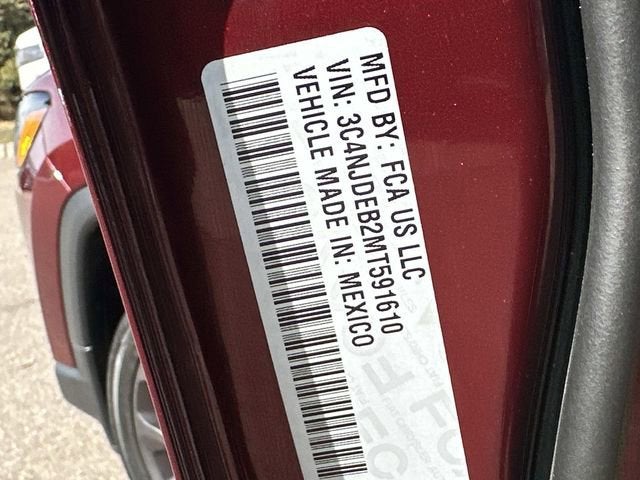 MFD BY: FCA US LLC
VIN: 3C4NJDEB2MT591610
VEHICLE MADE IN: MEXICO